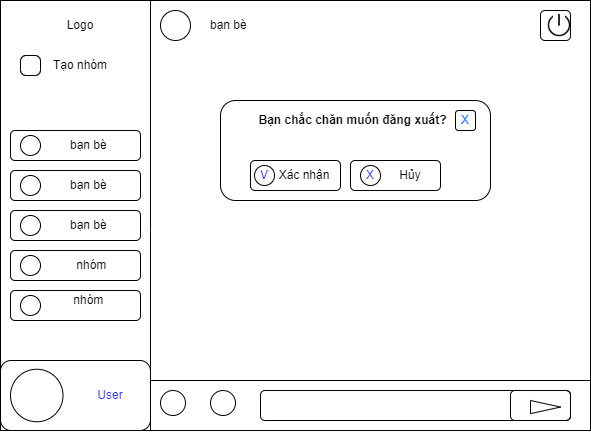 Logo
Tạo nhóm
bạn bè
bạn bè
bạn bè
nhóm
nhóm
User
bạn bè
Bạn chắc chăn muốn đăng xuất?
X
V Xác nhận
X Hủy